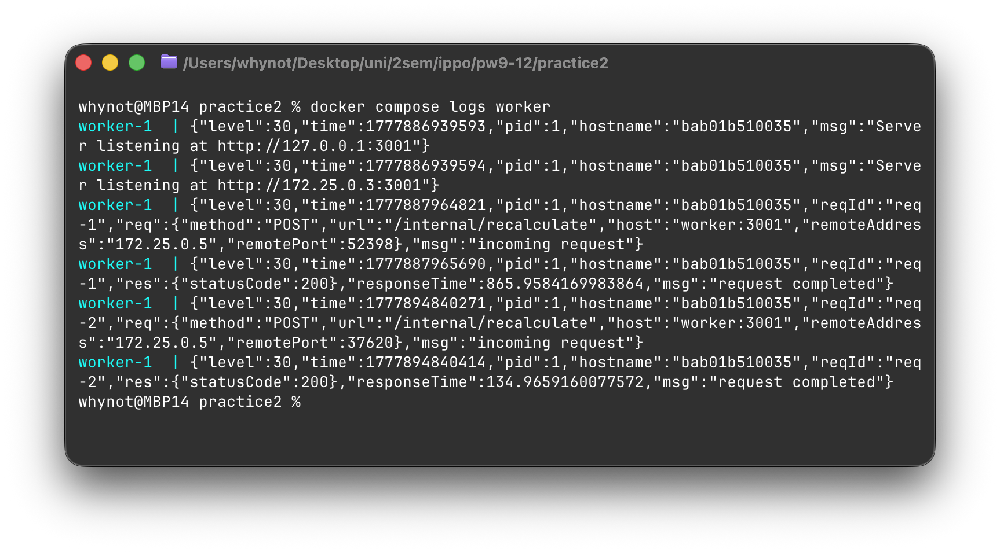 /Users/whynot/Desktop/uni/2sem/ippo/pw9-12/practice2
whynot@MBP14 practice2 % docker compose logs worker
worker-1  | {"level":30,"time":1777886939593,"pid":1,"hostname":"bab01b510035","msg":"Serve
r listening at http://127.0.0.1:3001"}
worker-1  | {"level":30,"time":1777886939594,"pid":1,"hostname":"bab01b510035","msg":"Serve
r listening at http://172.25.0.3:3001"}
worker-1  | {"level":30,"time":1777887964821,"pid":1,"hostname":"bab01b510035","reqId":"req
-1","req":{"method":"POST","url":"/internal/recalculate","host":"worker:3001","remoteAddres
s":"172.25.0.5","remotePort":52398},"msg":"incoming request"}
worker-1  | {"level":30,"time":1777887965690,"pid":1,"hostname":"bab01b510035","reqId":"req
-1","res":{"statusCode":200},"responseTime":865.9584169983864,"msg":"request completed"}
worker-1  | {"level":30,"time":1777894840271,"pid":1,"hostname":"bab01b510035","reqId":"req
-2","req":{"method":"POST","url":"/internal/recalculate","host":"worker:3001","remoteAddres
s":"172.25.0.5","remotePort":37620},"msg":"incoming request"}
worker-1  | {"level":30,"time":1777894840414,"pid":1,"hostname":"bab01b510035","reqId":"req
-2","res":{"statusCode":200},"responseTime":134.9659160077572,"msg":"request completed"}
whynot@MBP14 practice2 %